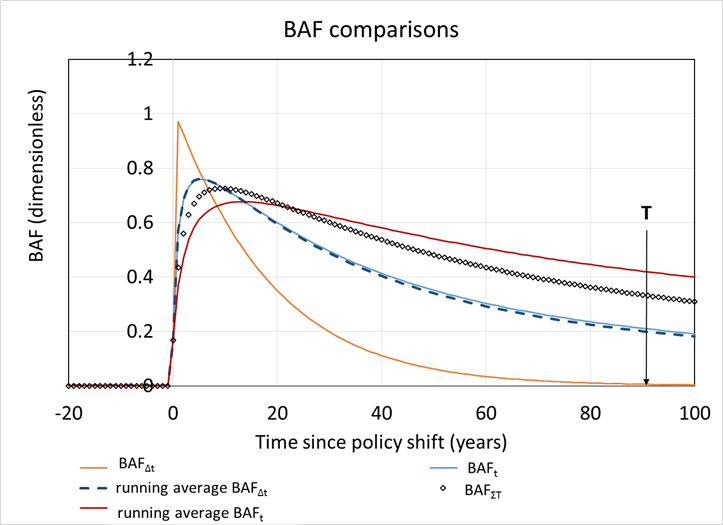 BAF comparisons
BAF (dimensionless)
1.2
1
0.8
0.6
0.4
0.2
0
T
-20 0 20 40 60 80 100
Time since policy shift (years)
BAFΔt BAFt
running average BAFΔt BAFΣT
running average BAFt